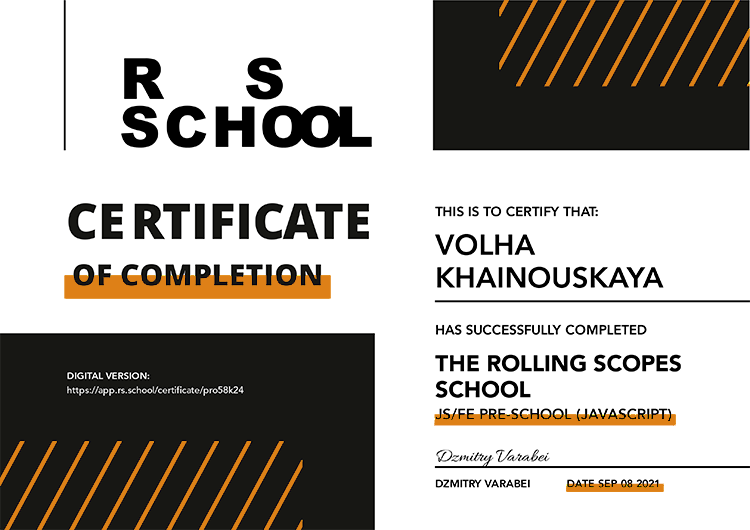 R S
SCHOOL
CERTIFICATE
OF COMPLETION
DIGITAL VERSION:
https://app.rs.school/certificate/pro58k24
THIS IS TO CERTIFY THAT:
VOLHA
KHAINOUSKAYA
HAS SUCCESSFULLY COMPLETED
THE ROLLING SCOPES
SCHOOL
JS/FE PRE-SCHOOL (JAVASCRIPT)
Dzmitry Varabei
DZMITRY VARABEI
DATE SEP 08 2021